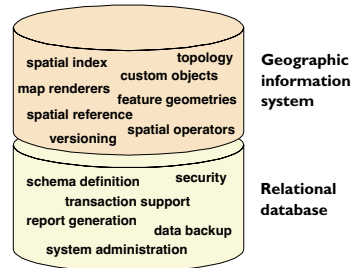 spatial index
topology
custom objects
map renderers
feature geometries
spatial reference
spatial operators
versioning
Geographic
information
system
schema definition
security
transaction support
report generation
data backup
system administration
Relational
database